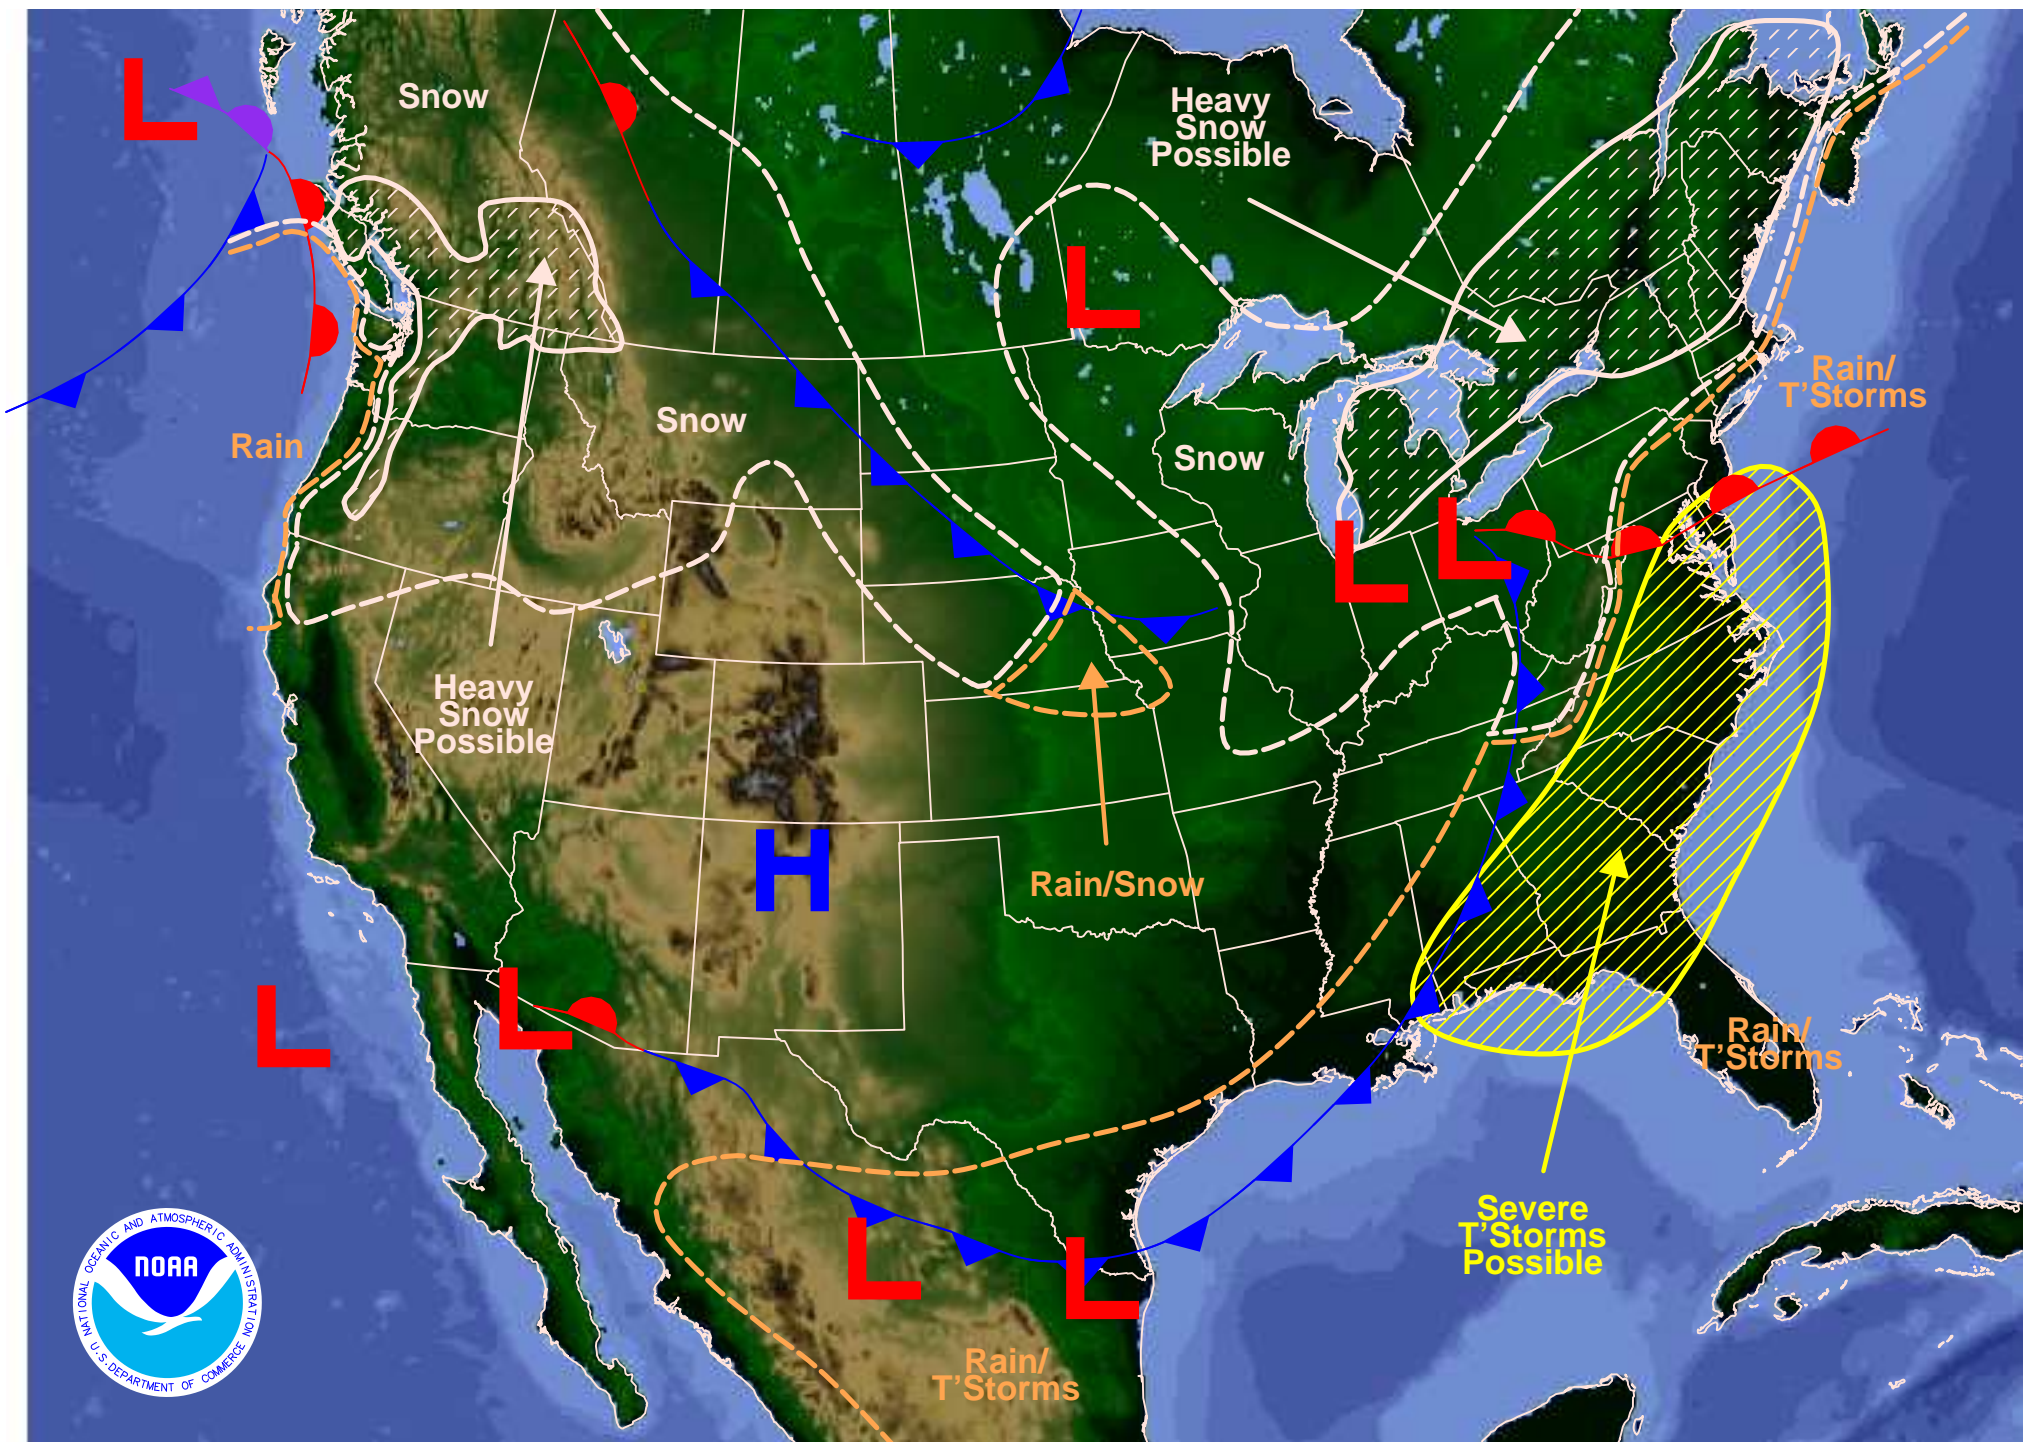 L
Snow
Heavy
Snow
Possible
L
Rain/
T'Storms
Rain
Snow
Snow
L
L
Heavy
Snow
Possible
H
Rain/Snow
L
L
Rain/
T'Storms
Severe
T'Storms
Possible
L
L
Rain/
T'Storms
NATIONAL OCEANIC AND ATMOSPHERIC ADMINISTRATION
NOAA
U.S. DEPARTMENT OF COMMERCE